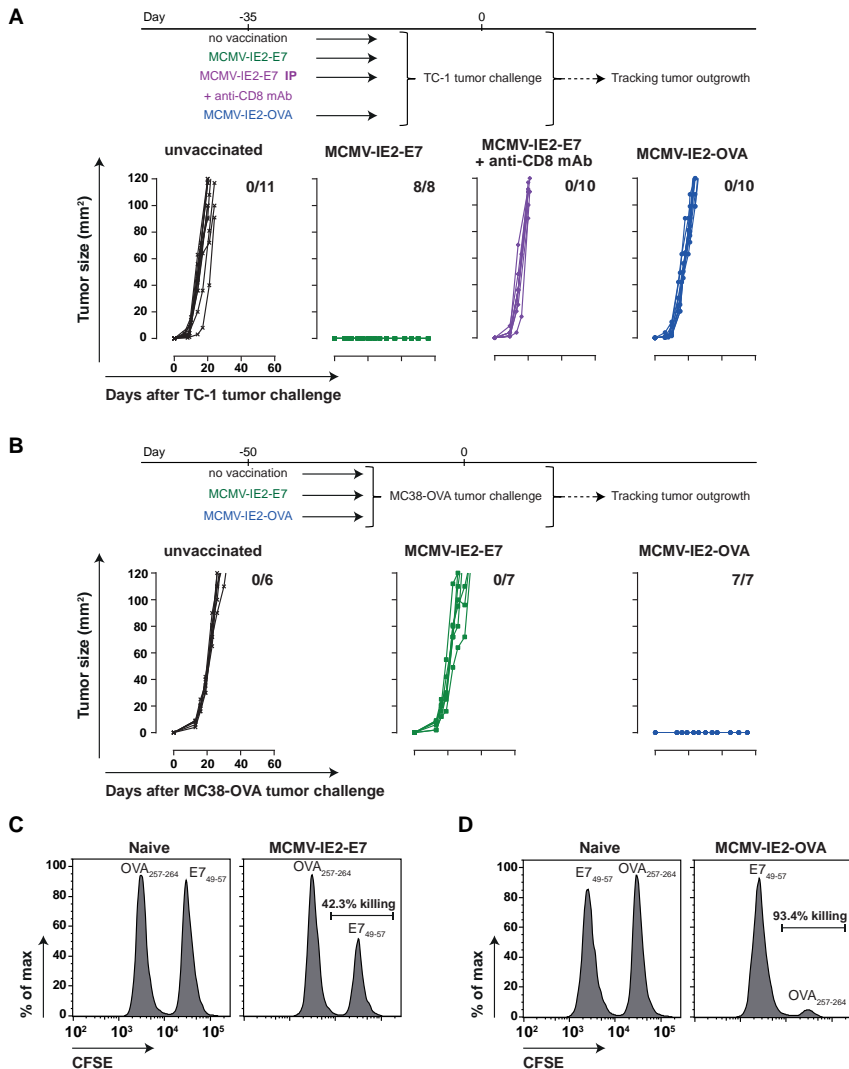 A
Day -35 0
no vaccination
MCMV-IE2-E7
MCMV-IE2-E7 IP
+ anti-CD8 mAb
MCMV-IE2-OVA
TC-1 tumor challenge
Tracking tumor outgrowth
unvaccinated
MCMV-IE2-E7
MCMV-IE2-E7
+ anti-CD8 mAb
MCMV-IE2-OVA
0/11
8/8
0/10
0/10
Tumor size (mm²)
120
100
80
60
40
20
0
0 20 40 60
Days after TC-1 tumor challenge
B
Day -50 0
no vaccination
MCMV-IE2-E7
MCMV-IE2-OVA
MC38-OVA tumor challenge
Tracking tumor outgrowth
unvaccinated
MCMV-IE2-E7
MCMV-IE2-OVA
0/6
0/7
7/7
Tumor size (mm²)
120
100
80
60
40
20
0
0 20 40 60
Days after MC38-OVA tumor challenge
C
Naive
MCMV-IE2-E7
% of max
100
80
60
40
20
0
OVA₂₅₇₋₂₆₄
E7₄₉₋₅₇
OVA₂₅₇₋₂₆₄
42.3% killing
E7₄₉₋₅₇
10² 10³ 10⁴ 10⁵
CFSE
D
Naive
MCMV-IE2-OVA
% of max
100
80
60
40
20
0
E7₄₉₋₅₇
OVA₂₅₇₋₂₆₄
E7₄₉₋₅₇
93.4% killing
OVA₂₅₇₋₂₆₄
10² 10³ 10⁴ 10⁵
CFSE